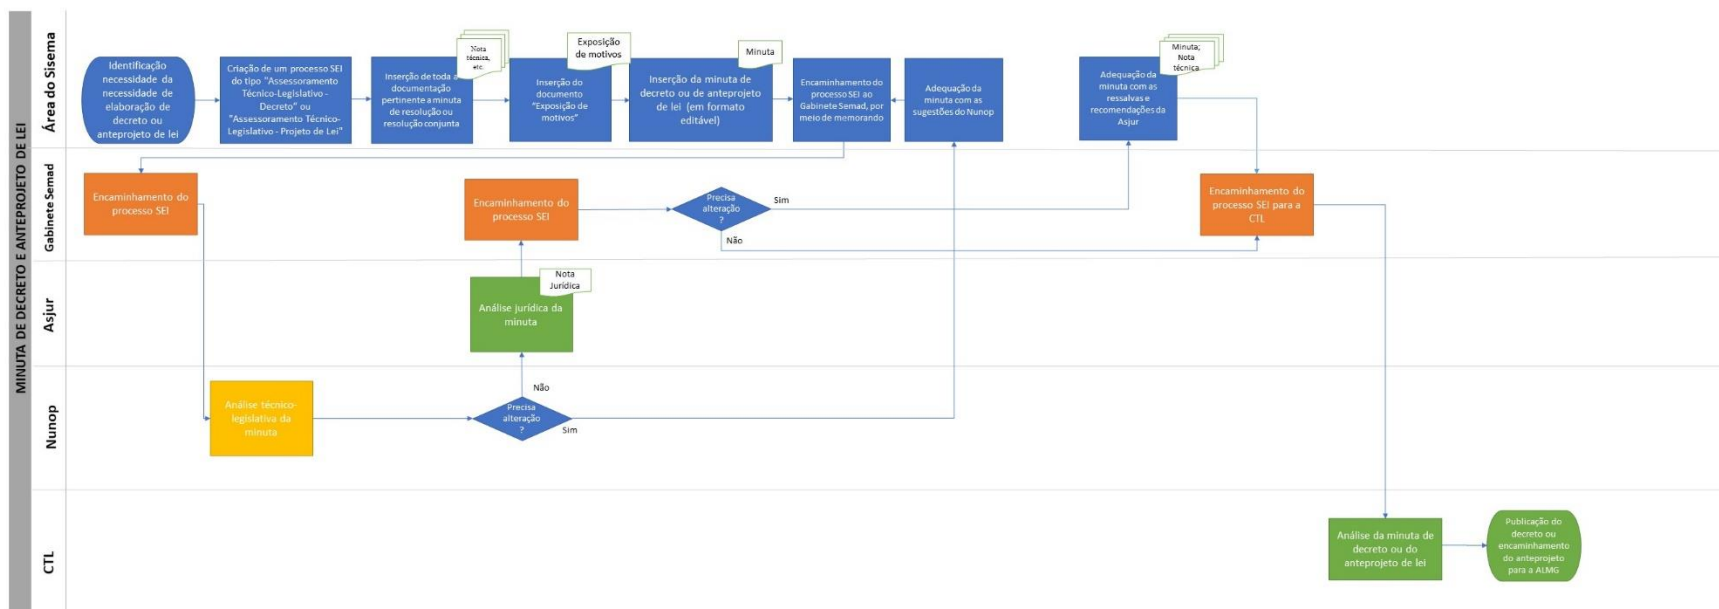 MINUTA DE DECRETO E ANTEPROJETO DE LEI
Área do Sisema
Identificação
necessidade da
necessidade de
elaboração de
decreto ou
anteprojeto de lei
Criação de um processo SEI
do tipo "Assessoramento
Técnico-Legislativo -
Decreto" ou
"Assessoramento Técnico-
Legislativo - Projeto de Lei"
Nota
técnica,
etc.
Inserção de toda a
documentação
pertinente a minuta
de resolução ou
resolução conjunta
Exposição
de motivos
Inserção do
documento
"Exposição de
motivos"
Minuta
Inserção da minuta de
decreto ou de anteprojeto
de lei (em formato
editável)
Encaminhamento do
processo SEI ao
Gabinete Semad, por
meio de memorando
Adequação da
minuta com as
sugestões do Nunop
Minuta;
Nota
técnica
Adequação da
minuta com as
ressalvas e
recomendações da
Asjur
Gabinete Semad
Encaminhamento do
processo SEI
Encaminhamento do
processo SEI
Precisa
alteração
?
Sim
Não
Encaminhamento do
processo SEI para a
CTL
Asjur
Nota
Jurídica
Análise jurídica da
minuta
Nunop
Análise técnico-
legislativa da
minuta
Não
Precisa
alteração
?
Sim
CTL
Análise da minuta de
decreto ou do
anteprojeto de lei
Publicação do
decreto ou
encaminhamento
do anteprojeto
para a ALMG